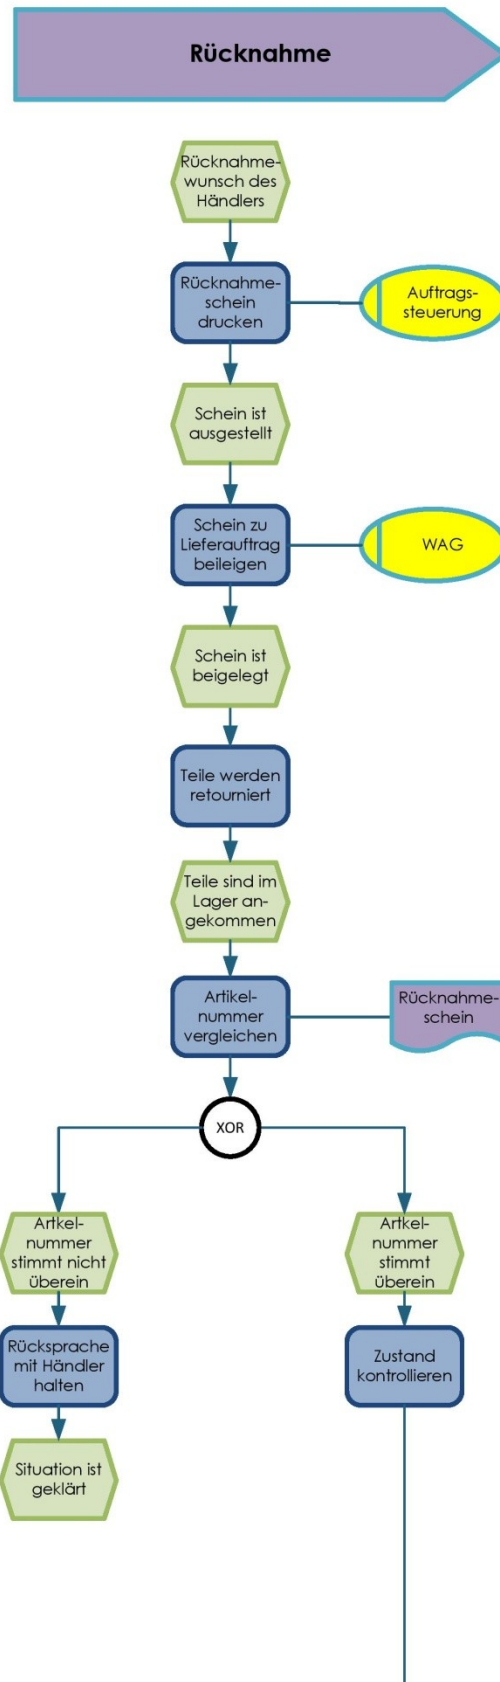 Rücknahme
Rücknahme-
wunsch des
Händlers
Rücknahme-
schein
drucken
Auftrags-
steuerung
Schein ist
ausgestellt
Schein zu
Lieferauftrag
beileigen
WAG
Schein ist
beigelegt
Teile werden
retourniert
Teile sind im
Lager an-
gekommen
Artikel-
nummer
vergleichen
Rücknahme-
schein
XOR
Artkel-
nummer
stimmt nicht
überein
Artkel-
nummer
stimmt
überein
Rücksprache
mit Händler
halten
Zustand
kontrollieren
Situation ist
geklärt